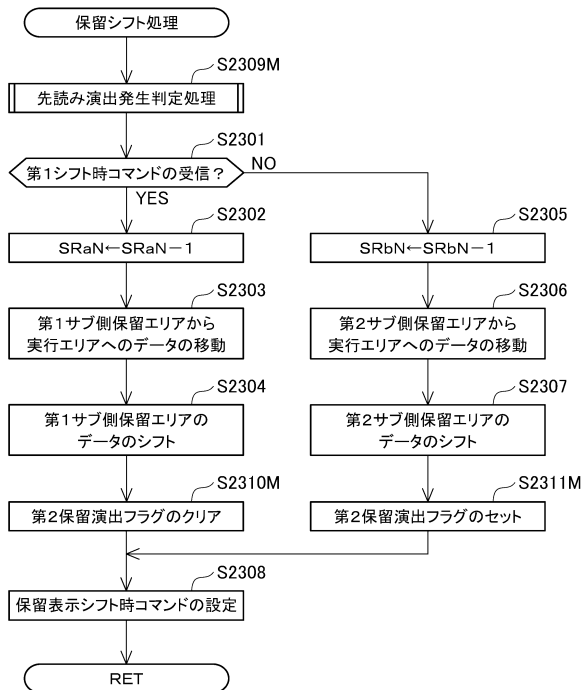 保留シフト処理
S2309M
先読み演出発生判定処理
S2301
第1シフト時コマンドの受信？
NO
YES
S2302
SRaN←SRaN－1
S2305
SRbN←SRbN－1
S2303
第1サブ側保留エリアから
実行エリアへのデータの移動
S2306
第2サブ側保留エリアから
実行エリアへのデータの移動
S2304
第1サブ側保留エリアの
データのシフト
S2307
第2サブ側保留エリアの
データのシフト
S2310M
第2保留演出フラグのクリア
S2311M
第2保留演出フラグのセット
S2308
保留表示シフト時コマンドの設定
RET